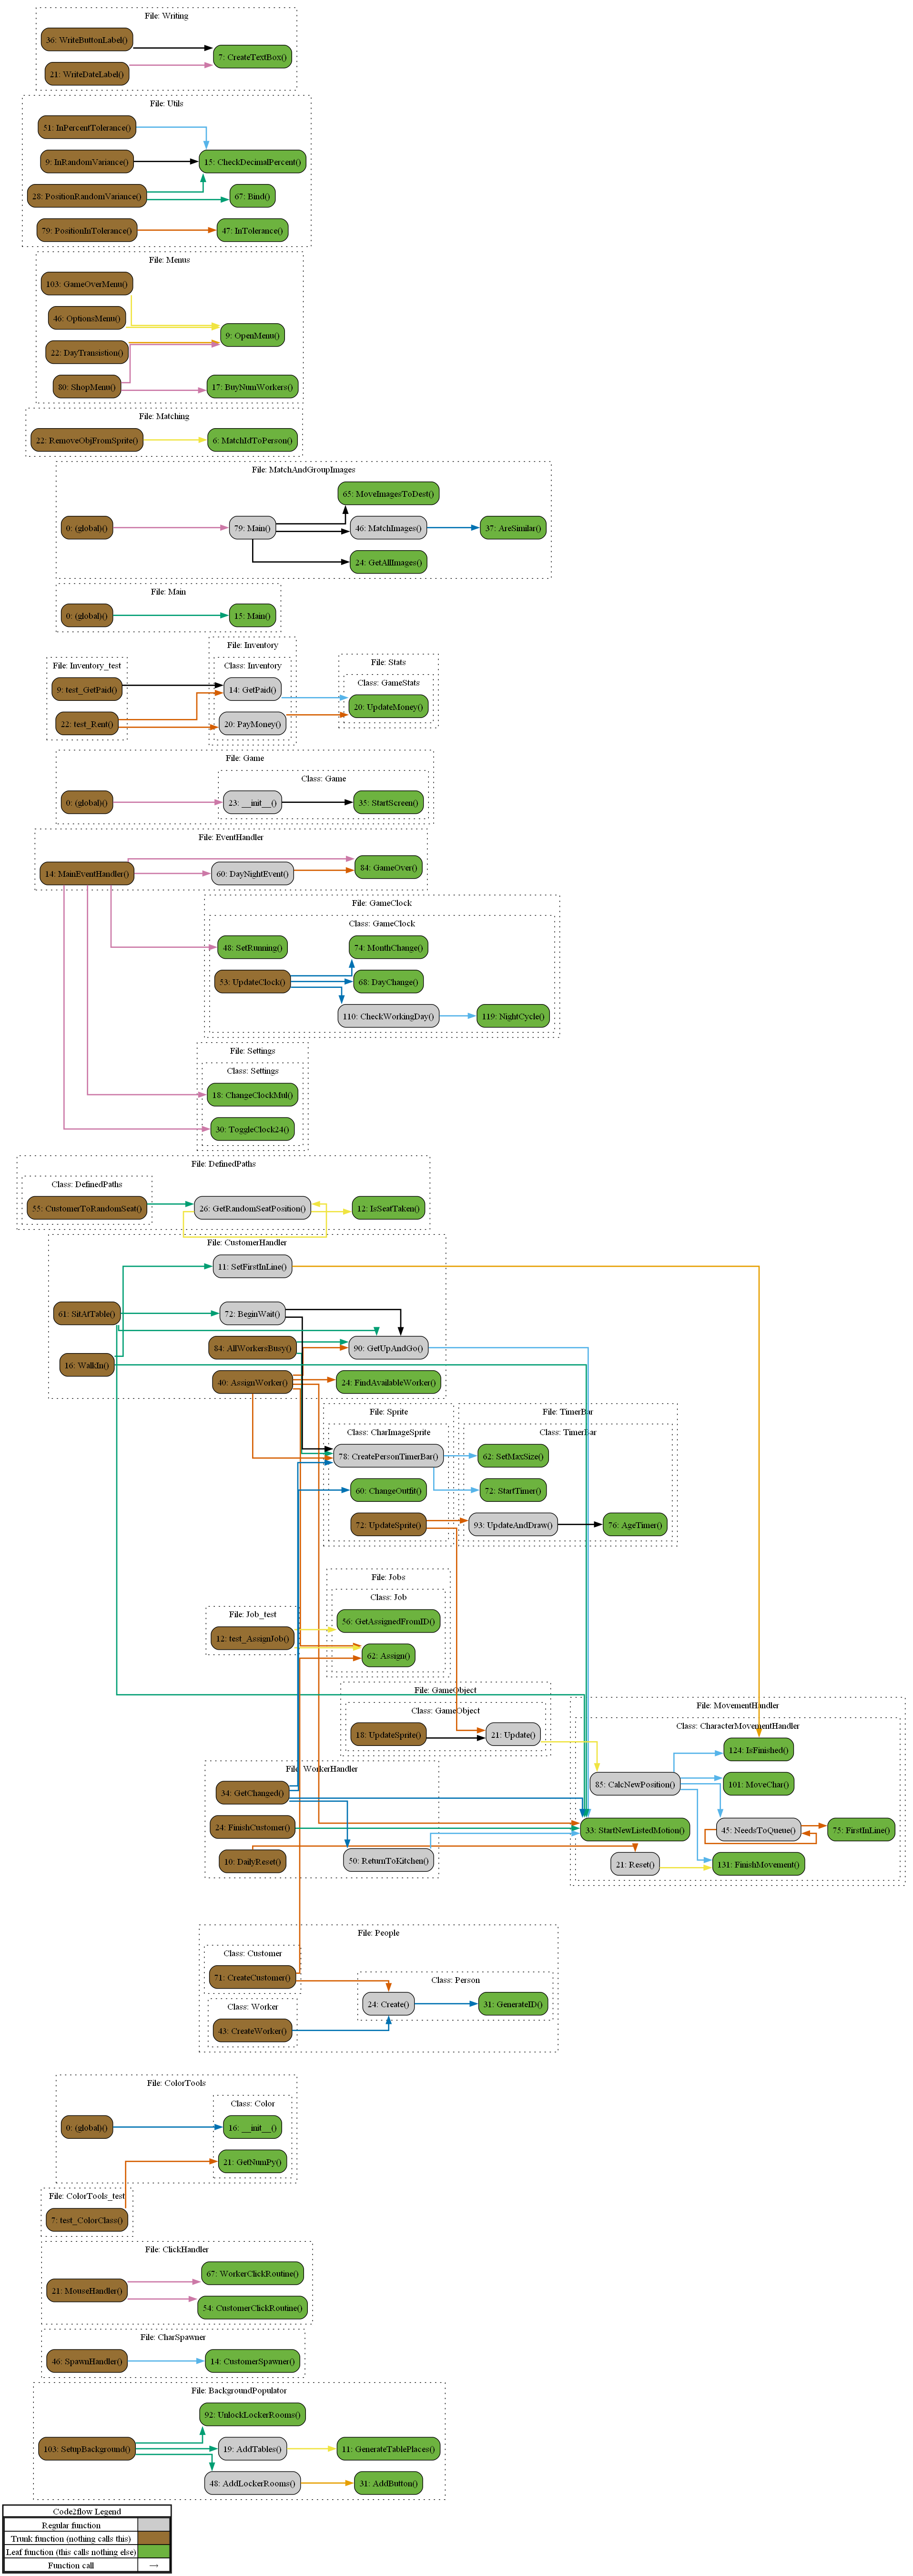 File: Writing
36: WriteButtonLabel()
7: CreateTextBox()
21: WriteDateLabel()
File: Utils
51: InPercentTolerance()
9: InRandomVariance()
15: CheckDecimalPercent()
28: PositionRandomVariance()
67: Bind()
79: PositionInTolerance()
47: InTolerance()
File: Menus
103: GameOverMenu()
46: OptionsMenu()
9: OpenMenu()
22: DayTransistion()
80: ShopMenu()
17: BuyNumWorkers()
File: Matching
22: RemoveObjFromSprite()
6: MatchIdToPerson()
File: MatchAndGroupImages
65: MoveImagesToDest()
0: (global)()
79: Main()
46: MatchImages()
37: AreSimilar()
24: GetAllImages()
File: Main
0: (global)()
15: Main()
File: Inventory
File: Inventory_test
Class: Inventory
File: Stats
9: test_GetPaid()
14: GetPaid()
Class: GameStats
20: UpdateMoney()
22: test_Rent()
20: PayMoney()
File: Game
Class: Game
0: (global)()
23: __init__()
35: StartScreen()
File: EventHandler
14: MainEventHandler()
60: DayNightEvent()
84: GameOver()
File: GameClock
Class: GameClock
48: SetRunning()
74: MonthChange()
53: UpdateClock()
68: DayChange()
110: CheckWorkingDay()
119: NightCycle()
File: Settings
Class: Settings
18: ChangeClockMul()
30: ToggleClock24()
File: DefinedPaths
Class: DefinedPaths
55: CustomerToRandomSeat()
26: GetRandomSeatPosition()
12: IsSeatTaken()
File: CustomerHandler
11: SetFirstInLine()
61: SitAtTable()
72: BeginWait()
84: AllWorkersBusy()
90: GetUpAndGo()
16: WalkIn()
40: AssignWorker()
24: FindAvailableWorker()
File: Sprite
File: TimerBar
Class: CharImageSprite
Class: TimerBar
78: CreatePersonTimerBar()
62: SetMaxSize()
60: ChangeOutfit()
72: StartTimer()
72: UpdateSprite()
93: UpdateAndDraw()
76: AgeTimer()
File: Jobs
Class: Job
File: Job_test
56: GetAssignedFromID()
12: test_AssignJob()
62: Assign()
File: GameObject
File: MovementHandler
Class: GameObject
Class: CharacterMovementHandler
18: UpdateSprite()
21: Update()
124: IsFinished()
File: WorkerHandler
85: CalcNewPosition()
101: MoveChar()
34: GetChanged()
24: FinishCustomer()
33: StartNewListedMotion()
45: NeedsToQueue()
75: FirstInLine()
10: DailyReset()
50: ReturnToKitchen()
21: Reset()
131: FinishMovement()
File: People
Class: Customer
71: CreateCustomer()
Class: Person
24: Create()
31: GenerateID()
Class: Worker
43: CreateWorker()
File: ColorTools
Class: Color
0: (global)()
16: __init__()
21: GetNumPy()
File: ColorTools_test
7: test_ColorClass()
File: ClickHandler
67: WorkerClickRoutine()
21: MouseHandler()
54: CustomerClickRoutine()
File: CharSpawner
46: SpawnHandler()
14: CustomerSpawner()
File: BackgroundPopulator
92: UnlockLockerRooms()
103: SetupBackground()
19: AddTables()
11: GenerateTablePlaces()
48: AddLockerRooms()
31: AddButton()
Code2flow Legend
Regular function
Trunk function (nothing calls this)
Leaf function (this calls nothing else)
Function call →